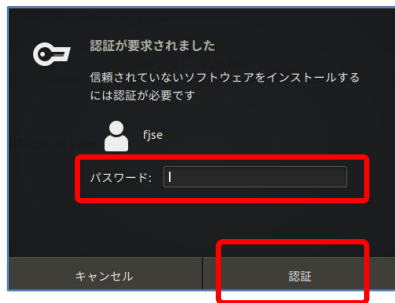 認証が要求されました
信頼されていないソフトウェアをインストールする
には認証が必要です
fjse
パスワード:
キャンセル
認証